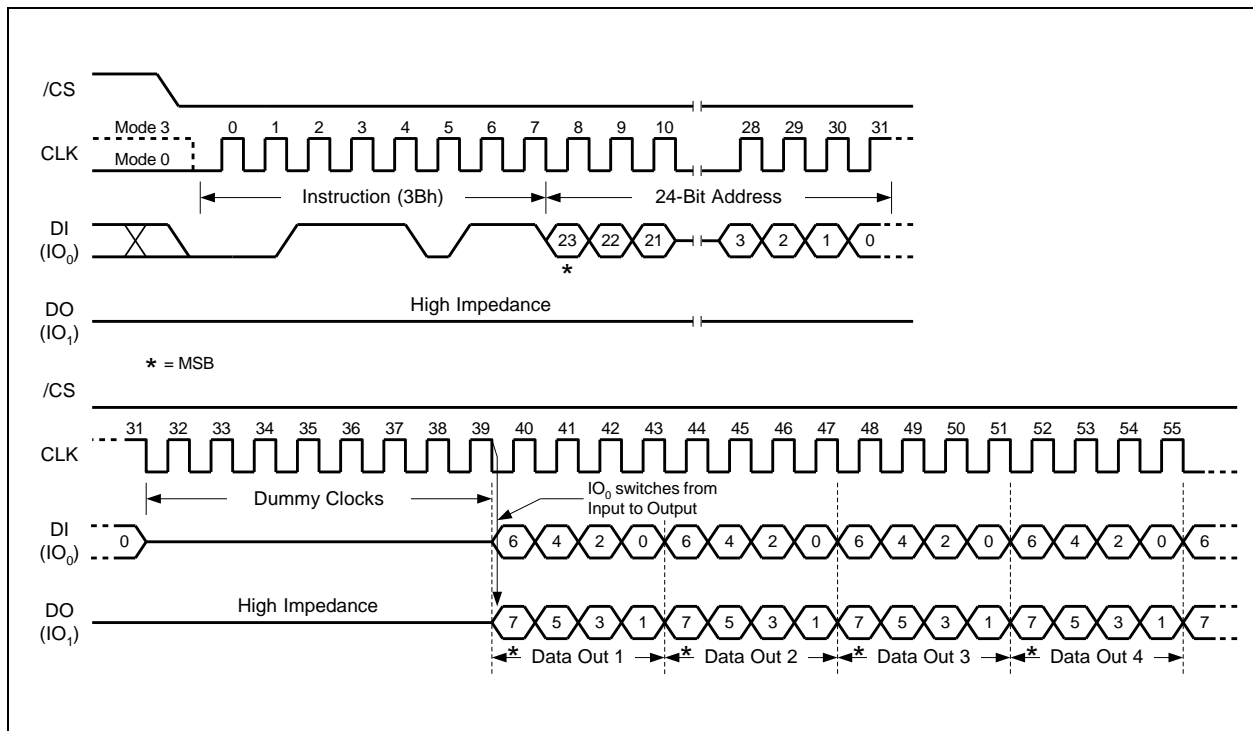 /CS
Mode 3
0 1 2 3 4 5 6 7 8 9 10 28 29 30 31
CLK
Mode 0
Instruction (3Bh) 24-Bit Address
DI
(IO0)
23 22 21 3 2 1 0
*
High Impedance
DO
(IO1)
* = MSB
/CS
31 32 33 34 35 36 37 38 39 40 41 42 43 44 45 46 47 48 49 50 51 52 53 54 55
CLK
Dummy Clocks
IO0 switches from
Input to Output
DI
(IO0)
0 6 4 2 0 6 4 2 0 6 4 2 0 6 4 2 0 6
High Impedance
DO
(IO1)
7 5 3 1 7 5 3 1 7 5 3 1 7 5 3 1 7
* Data Out 1 * Data Out 2 * Data Out 3 * Data Out 4